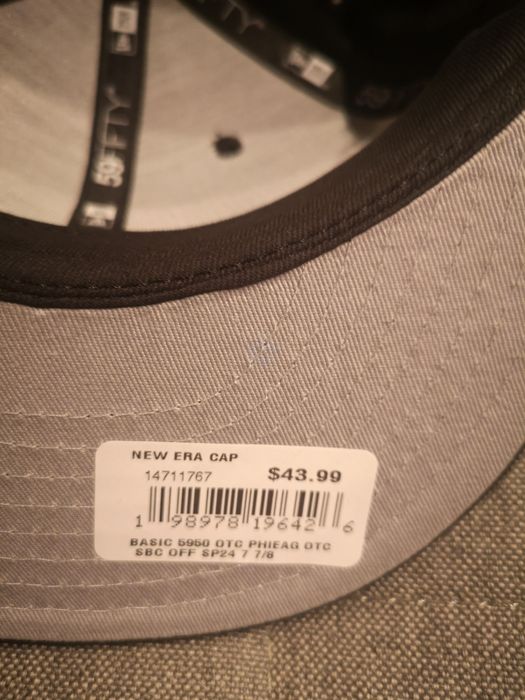 59FIFTY
NEW ERA CAP
14711767 $43.99
1 98978 19642 6
BASIC 5950 OTC PHIEAG OTC
SBC OFF SP24 7 7/8